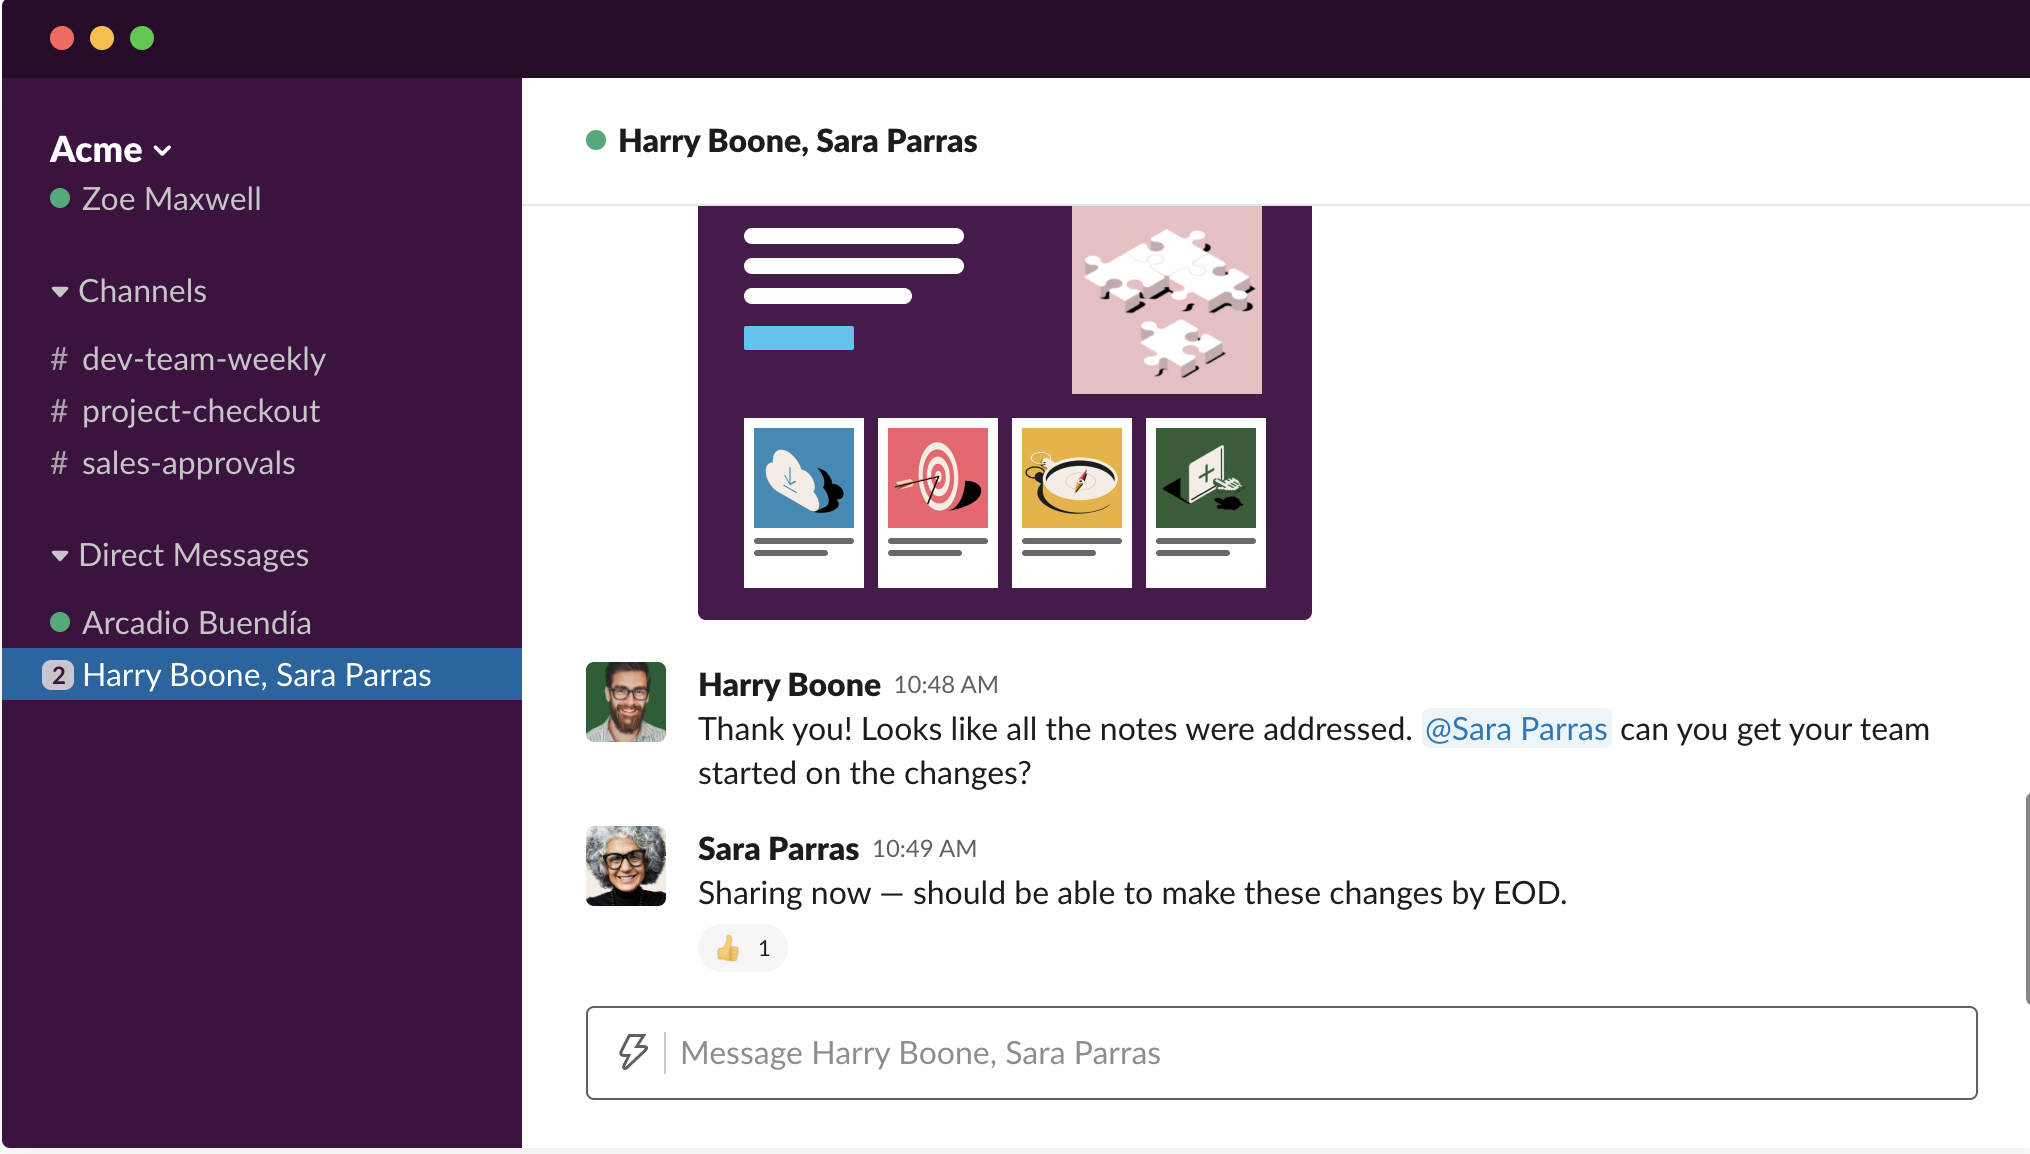 Acme
Zoe Maxwell
Channels
# dev-team-weekly
# project-checkout
# sales-approvals
Direct Messages
Arcadio Buendía
2 Harry Boone, Sara Parras
Harry Boone, Sara Parras
Harry Boone 10:48 AM
Thank you! Looks like all the notes were addressed. @Sara Parras can you get your team
started on the changes?
Sara Parras 10:49 AM
Sharing now — should be able to make these changes by EOD.
1
Message Harry Boone, Sara Parras